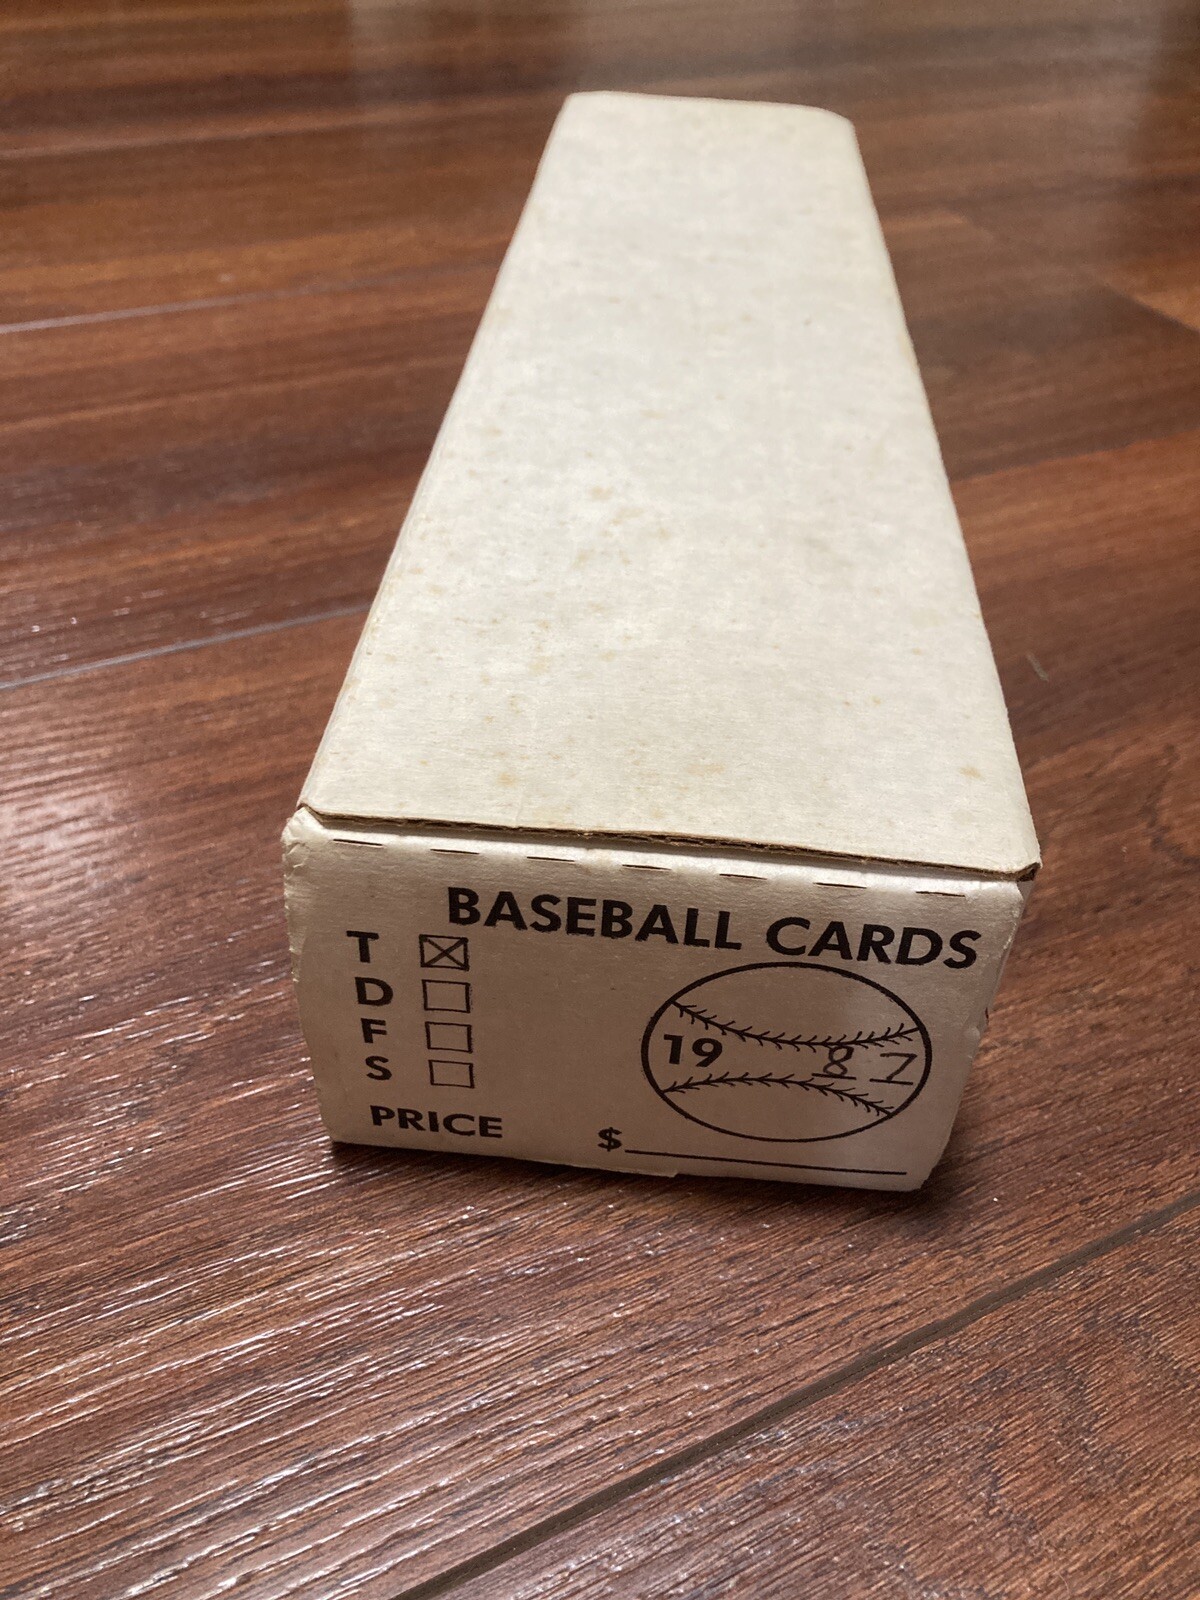 BASEBALL CARDS
T ☒
D ☐
F ☐
S ☐
19 87
PRICE $